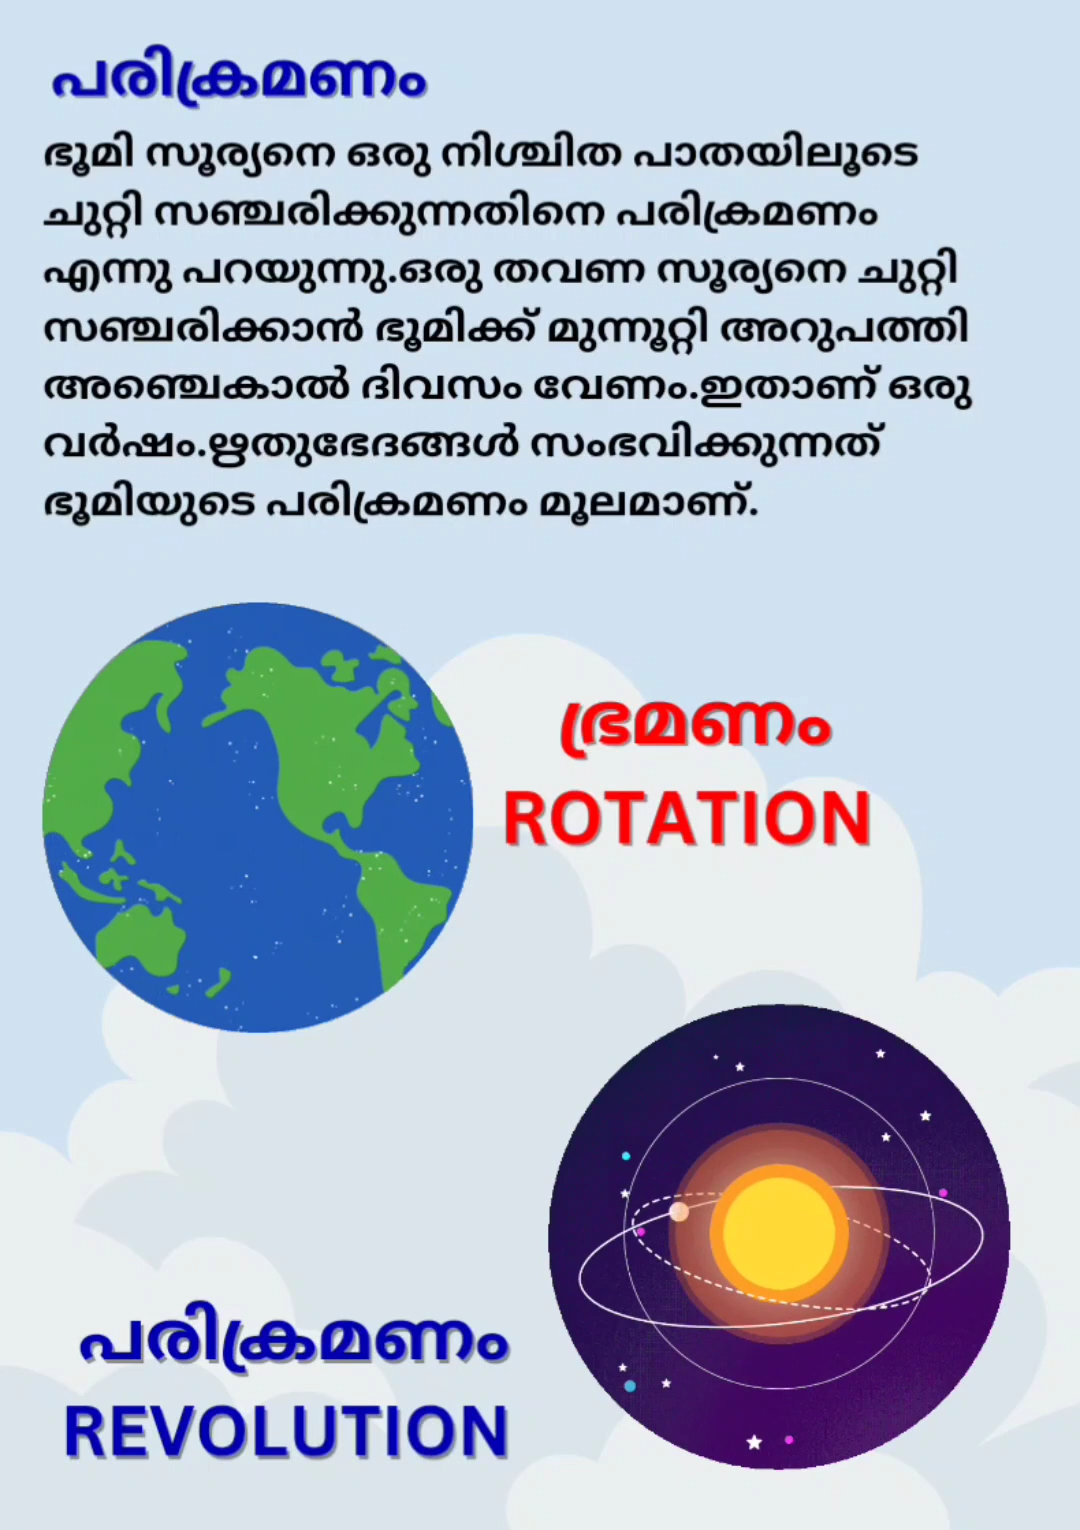 പരിക്രമണം
ഭൂമി സൂര്യനെ ഒരു നിശ്ചിത പാതയിലൂടെ
ചുറ്റി സഞ്ചരിക്കുന്നതിനെ പരിക്രമണം
എന്നു പറയുന്നു.ഒരു തവണ സൂര്യനെ ചുറ്റി
സഞ്ചരിക്കാൻ ഭൂമിക്ക് മുന്നൂറ്റി അറുപത്തി
അഞ്ചെകാൽ ദിവസം വേണം.ഇതാണ് ഒരു
വർഷം.ഋതുഭേദങ്ങൾ സംഭവിക്കുന്നത്
ഭൂമിയുടെ പരിക്രമണം മൂലമാണ്.
ഭ്രമണം
ROTATION
പരിക്രമണം
REVOLUTION